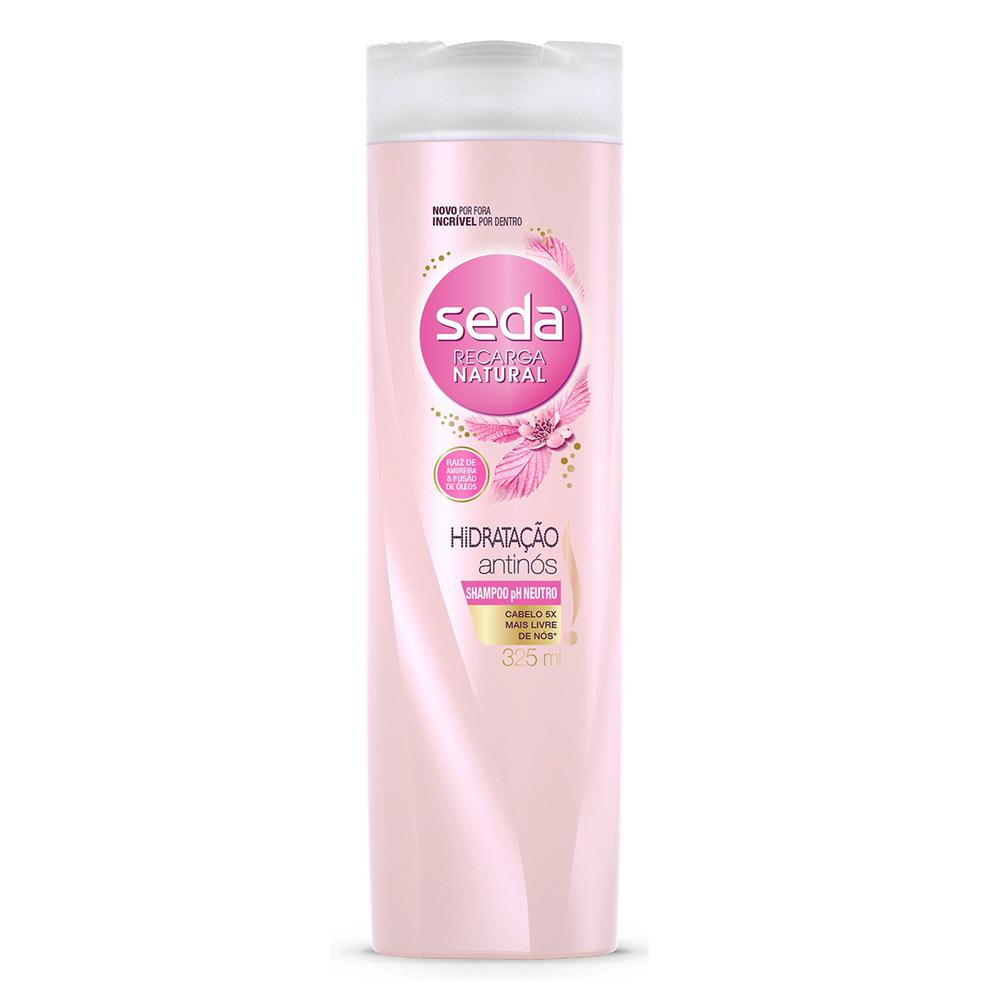 NOVO POR FORA
INCRÍVEL POR DENTRO
seda®
RECARGA
NATURAL
RAIZ DE
AMOREIRA
& FUSÃO
DE ÓLEOS
HiDRATAÇÃO
antinós
SHAMPOO pH NEUTRO
CABELO 5X
MAIS LIVRE
DE NÓS*
325 ml